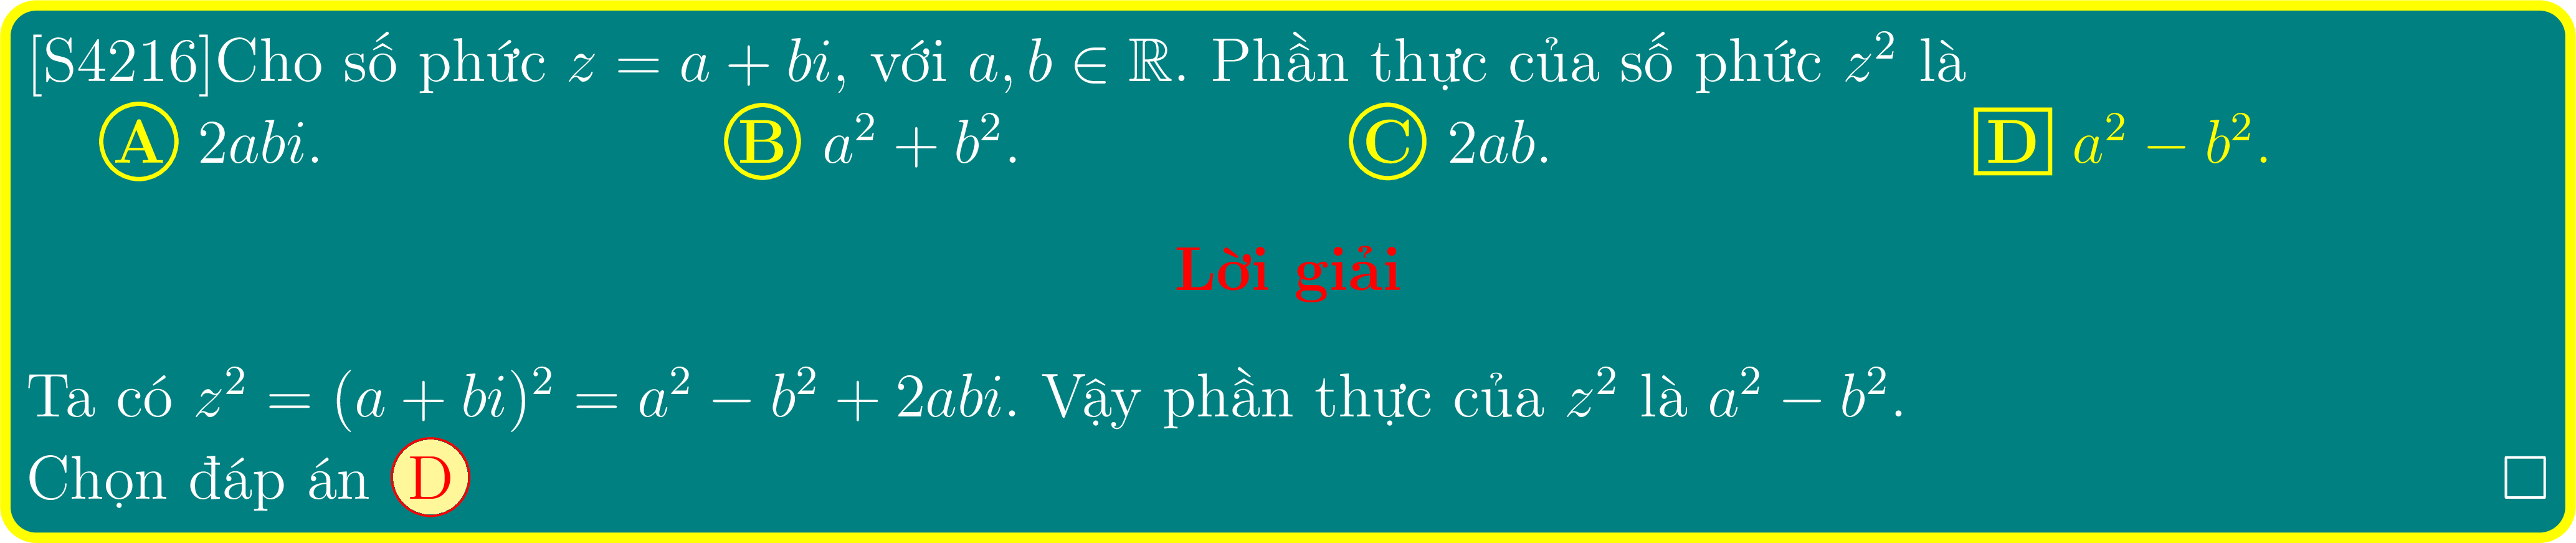 [S4216]Cho số phức z = a + bi, với a, b ∈ ℝ. Phần thực của số phức z² là
A 2abi. B a² + b². C 2ab. D a² − b².
Lời giải
Ta có z² = (a + bi)² = a² − b² + 2abi. Vậy phần thực của z² là a² − b².
Chọn đáp án D □